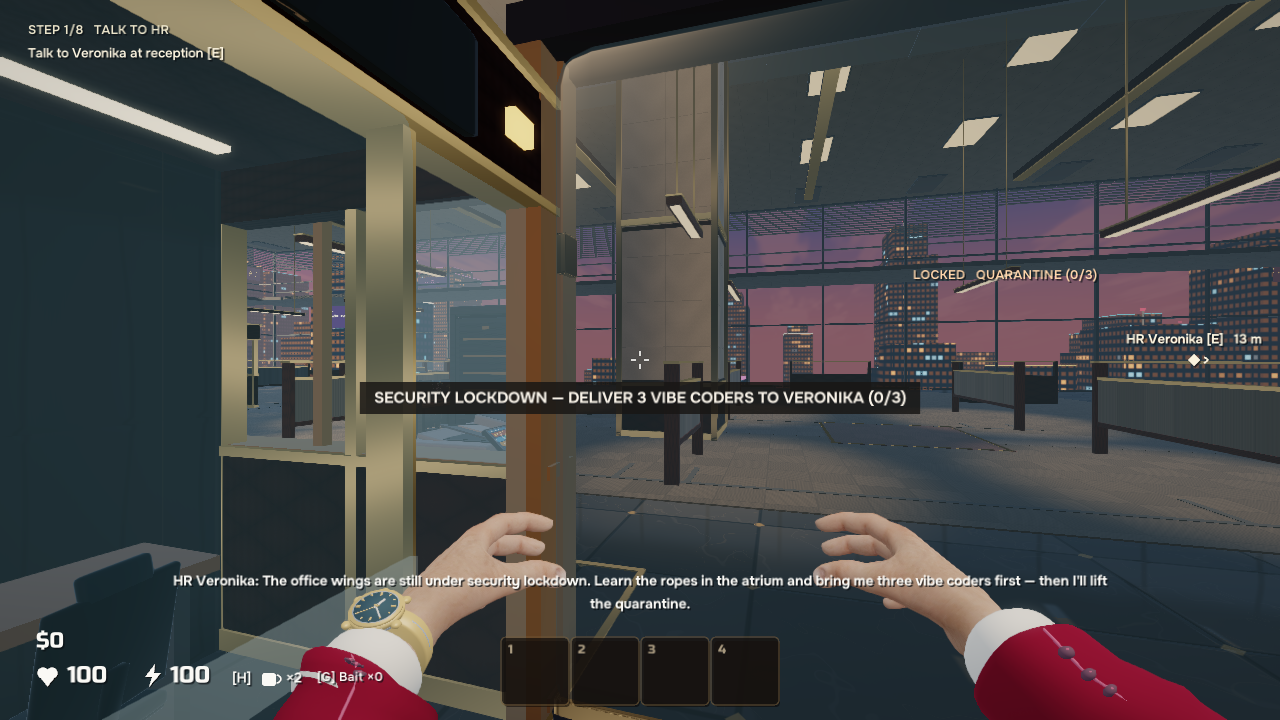 STEP 1/8 TALK TO HR
Talk to Veronika at reception [E]
LOCKED QUARANTINE (0/3)
HR Veronika [E] 13 m
SECURITY LOCKDOWN — DELIVER 3 VIBE CODERS TO VERONIKA (0/3)
HR Veronika: The office wings are still under security lockdown. Learn the ropes in the atrium and bring me three vibe coders first — then I'll lift
the quarantine.
$0
100 100 [H] ×2 [G] Bait ×0
1 2 3 4